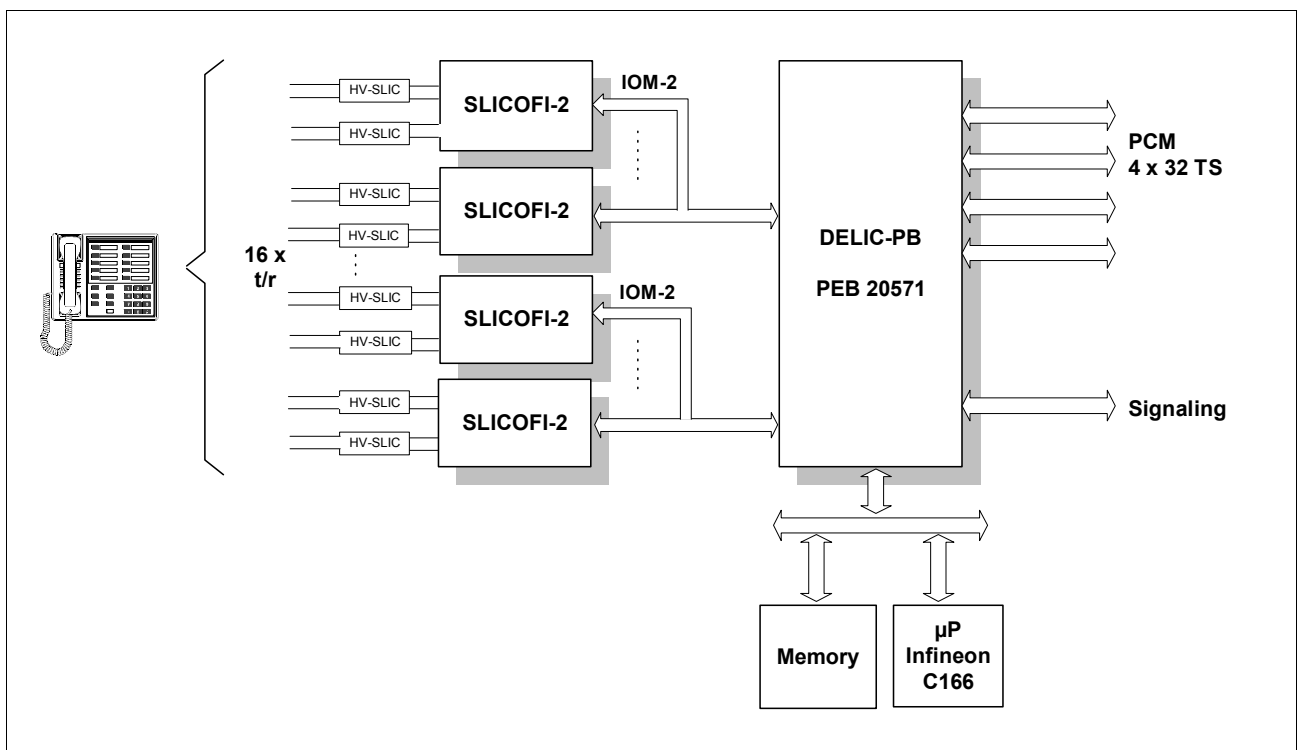 HV-SLIC
HV-SLIC
SLICOFI-2
IOM-2
HV-SLIC
HV-SLIC
SLICOFI-2
16 x
t/r
HV-SLIC
HV-SLIC
SLICOFI-2
IOM-2
HV-SLIC
HV-SLIC
SLICOFI-2
DELIC-PB
PEB 20571
PCM
4 x 32 TS
Signaling
Memory
µP
Infineon
C166